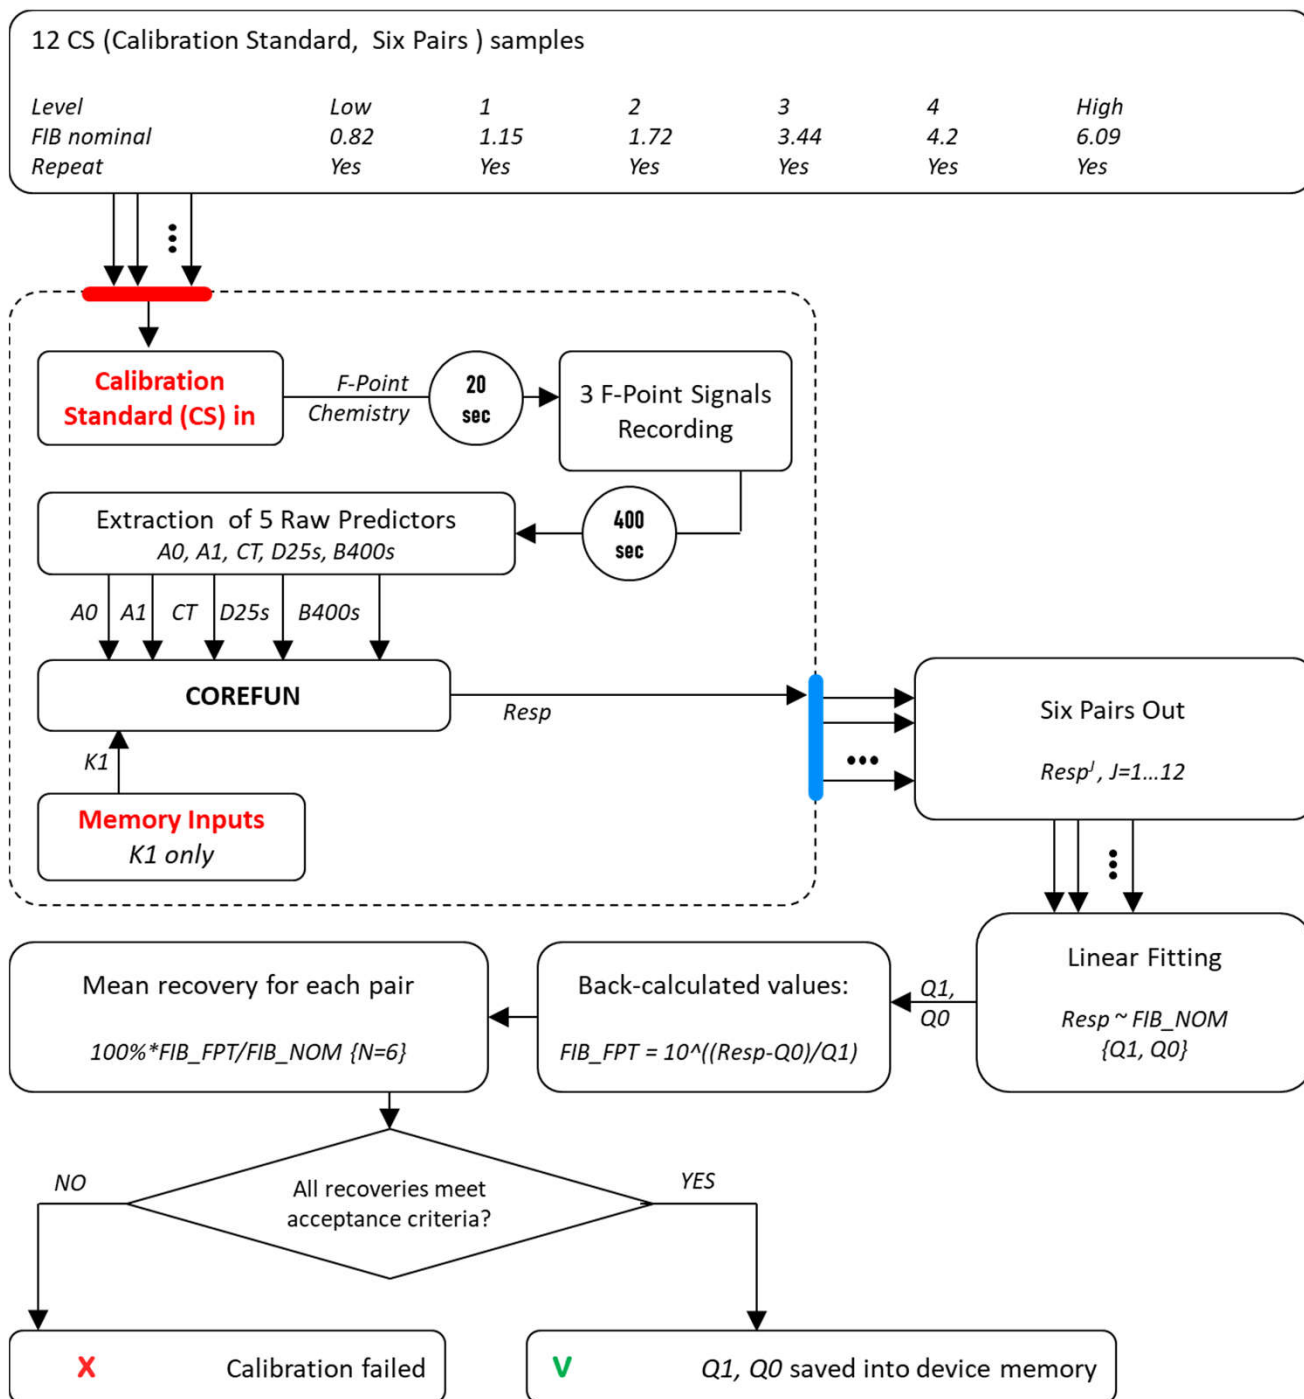 12 CS (Calibration Standard, Six Pairs ) samples
Level Low 1 2 3 4 High
FIB nominal 0.82 1.15 1.72 3.44 4.2 6.09
Repeat Yes Yes Yes Yes Yes Yes
Calibration
Standard (CS) in
F-Point
Chemistry
20
sec
3 F-Point Signals
Recording
Extraction of 5 Raw Predictors
A0, A1, CT, D25s, B400s
400
sec
A0 A1 CT D25s B400s
COREFUN
Resp
K1
Memory Inputs
K1 only
Six Pairs Out
Resp^J, J=1...12
Linear Fitting
Resp ~ FIB_NOM
{Q1, Q0}
Q1,
Q0
Back-calculated values:
FIB_FPT = 10^((Resp-Q0)/Q1)
Mean recovery for each pair
100%*FIB_FPT/FIB_NOM {N=6}
All recoveries meet
acceptance criteria?
NO
YES
X Calibration failed
V Q1, Q0 saved into device memory